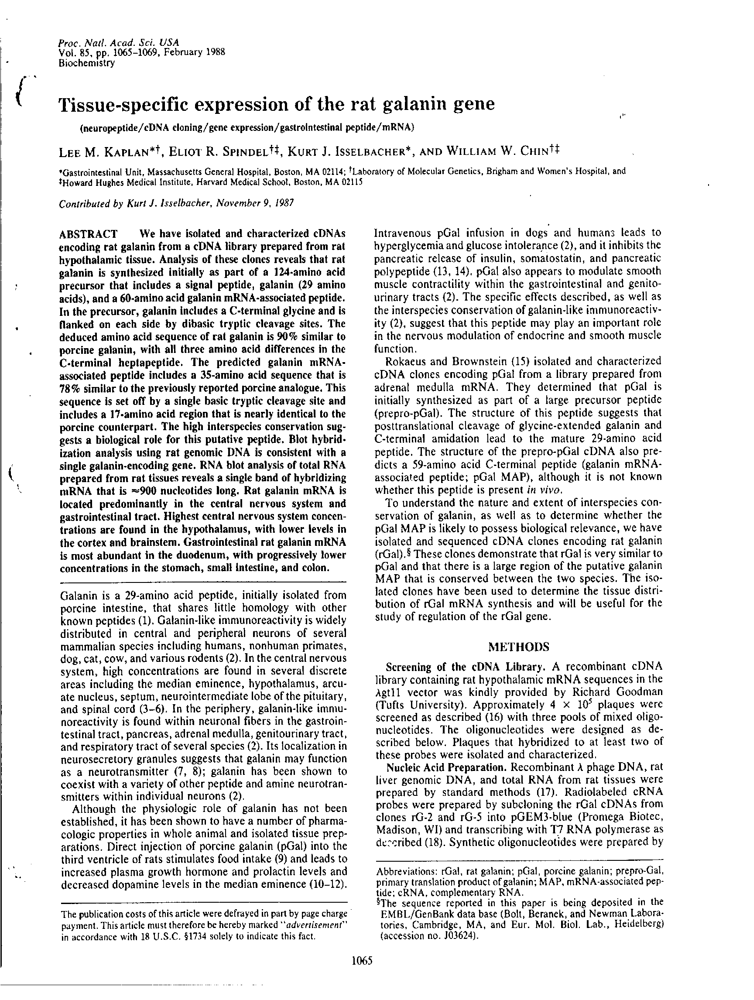 Proc. Natl. Acad. Sci. USA
Vol. 85, pp. 1065–1069, February 1988
Biochemistry
Tissue-specific expression of the rat galanin gene
(neuropeptide/cDNA cloning/gene expression/gastrointestinal peptide/mRNA)
LEE M. KAPLAN*†, ELIOT R. SPINDEL†‡, KURT J. ISSELBACHER*, AND WILLIAM W. CHIN†‡
*Gastrointestinal Unit, Massachusetts General Hospital, Boston, MA 02114; †Laboratory of Molecular Genetics, Brigham and Women's Hospital, and
‡Howard Hughes Medical Institute, Harvard Medical School, Boston, MA 02115
Contributed by Kurt J. Isselbacher, November 9, 1987
ABSTRACT We have isolated and characterized cDNAs
encoding rat galanin from a cDNA library prepared from rat
hypothalamic tissue. Analysis of these clones reveals that rat
galanin is synthesized initially as part of a 124-amino acid
precursor that includes a signal peptide, galanin (29 amino
acids), and a 60-amino acid galanin mRNA-associated peptide.
In the precursor, galanin includes a C-terminal glycine and is
flanked on each side by dibasic tryptic cleavage sites. The
deduced amino acid sequence of rat galanin is 90% similar to
porcine galanin, with all three amino acid differences in the
C-terminal heptapeptide. The predicted galanin mRNA-
associated peptide includes a 35-amino acid sequence that is
78% similar to the previously reported porcine analogue. This
sequence is set off by a single basic tryptic cleavage site and
includes a 17-amino acid region that is nearly identical to the
porcine counterpart. The high interspecies conservation sug-
gests a biological role for this putative peptide. Blot hybrid-
ization analysis using rat genomic DNA is consistent with a
single galanin-encoding gene. RNA blot analysis of total RNA
prepared from rat tissues reveals a single band of hybridizing
mRNA that is ≈900 nucleotides long. Rat galanin mRNA is
located predominantly in the central nervous system and
gastrointestinal tract. Highest central nervous system concen-
trations are found in the hypothalamus, with lower levels in
the cortex and brainstem. Gastrointestinal rat galanin mRNA
is most abundant in the duodenum, with progressively lower
concentrations in the stomach, small intestine, and colon.
Galanin is a 29-amino acid peptide, initially isolated from
porcine intestine, that shares little homology with other
known peptides (1). Galanin-like immunoreactivity is widely
distributed in central and peripheral neurons of several
mammalian species including humans, nonhuman primates,
dog, cat, cow, and various rodents (2). In the central nervous
system, high concentrations are found in several discrete
areas including the median eminence, hypothalamus, arcu-
ate nucleus, septum, neurointermediate lobe of the pituitary,
and spinal cord (3–6). In the periphery, galanin-like immu-
noreactivity is found within neuronal fibers in the gastroin-
testinal tract, pancreas, adrenal medulla, genitourinary tract,
and respiratory tract of several species (2). Its localization in
neurosecretory granules suggests that galanin may function
as a neurotransmitter (7, 8); galanin has been shown to
coexist with a variety of other peptide and amine neurotran-
smitters within individual neurons (2).
Although the physiologic role of galanin has not been
established, it has been shown to have a number of pharma-
cologic properties in whole animal and isolated tissue prep-
arations. Direct injection of porcine galanin (pGal) into the
third ventricle of rats stimulates food intake (9) and leads to
increased plasma growth hormone and prolactin levels and
decreased dopamine levels in the median eminence (10–12).
The publication costs of this article were defrayed in part by page charge
payment. This article must therefore be hereby marked "advertisement"
in accordance with 18 U.S.C. §1734 solely to indicate this fact.
Intravenous pGal infusion in dogs and humans leads to
hyperglycemia and glucose intolerance (2), and it inhibits the
pancreatic release of insulin, somatostatin, and pancreatic
polypeptide (13, 14). pGal also appears to modulate smooth
muscle contractility within the gastrointestinal and genito-
urinary tracts (2). The specific effects described, as well as
the interspecies conservation of galanin-like immunoreactiv-
ity (2), suggest that this peptide may play an important role
in the nervous modulation of endocrine and smooth muscle
function.
Rokaeus and Brownstein (15) isolated and characterized
cDNA clones encoding pGal from a library prepared from
adrenal medulla mRNA. They determined that pGal is
initially synthesized as part of a large precursor peptide
(prepro-pGal). The structure of this peptide suggests that
posttranslational cleavage of glycine-extended galanin and
C-terminal amidation lead to the mature 29-amino acid
peptide. The structure of the prepro-pGal cDNA also pre-
dicts a 59-amino acid C-terminal peptide (galanin mRNA-
associated peptide; pGal MAP), although it is not known
whether this peptide is present in vivo.
To understand the nature and extent of interspecies con-
servation of galanin, as well as to determine whether the
pGal MAP is likely to possess biological relevance, we have
isolated and sequenced cDNA clones encoding rat galanin
(rGal).§ These clones demonstrate that rGal is very similar to
pGal and that there is a large region of the putative galanin
MAP that is conserved between the two species. The iso-
lated clones have been used to determine the tissue distri-
bution of rGal mRNA synthesis and will be useful for the
study of regulation of the rGal gene.
METHODS
Screening of the cDNA Library. A recombinant cDNA
library containing rat hypothalamic mRNA sequences in the
λgt11 vector was kindly provided by Richard Goodman
(Tufts University). Approximately 4 × 10⁵ plaques were
screened as described (16) with three pools of mixed oligo-
nucleotides. The oligonucleotides were designed as de-
scribed below. Plaques that hybridized to at least two of
these probes were isolated and characterized.
Nucleic Acid Preparation. Recombinant λ phage DNA, rat
liver genomic DNA, and total RNA from rat tissues were
prepared by standard methods (17). Radiolabeled cRNA
probes were prepared by subcloning the rGal cDNAs from
clones rG-2 and rG-5 into pGEM3-blue (Promega Biotec,
Madison, WI) and transcribing with T7 RNA polymerase as
described (18). Synthetic oligonucleotides were prepared by
Abbreviations: rGal, rat galanin; pGal, porcine galanin; prepro-Gal,
primary translation product of galanin; MAP, mRNA-associated pep-
tide; cRNA, complementary RNA.
§The sequence reported in this paper is being deposited in the
EMBL/GenBank data base (Bolt, Beranek, and Newman Labora-
tories, Cambridge, MA, and Eur. Mol. Biol. Lab., Heidelberg)
(accession no. J03624).
1065